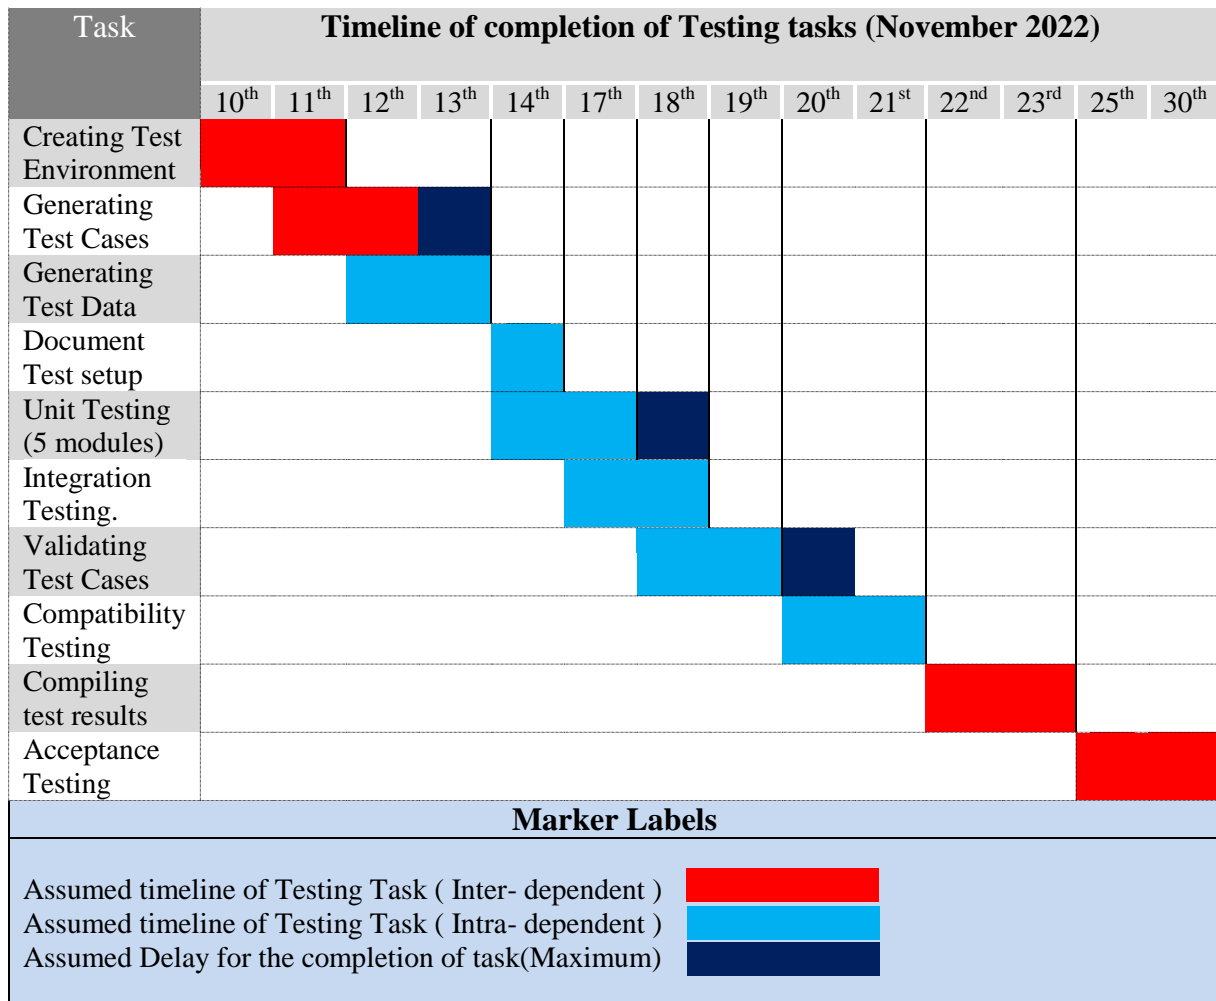 Task
Timeline of completion of Testing tasks (November 2022)
10th 11th 12th 13th 14th 17th 18th 19th 20th 21st 22nd 23rd 25th 30th
Creating Test
Environment
Generating
Test Cases
Generating
Test Data
Document
Test setup
Unit Testing
(5 modules)
Integration
Testing.
Validating
Test Cases
Compatibility
Testing
Compiling
test results
Acceptance
Testing
Marker Labels
Assumed timeline of Testing Task ( Inter- dependent )
Assumed timeline of Testing Task ( Intra- dependent )
Assumed Delay for the completion of task(Maximum)